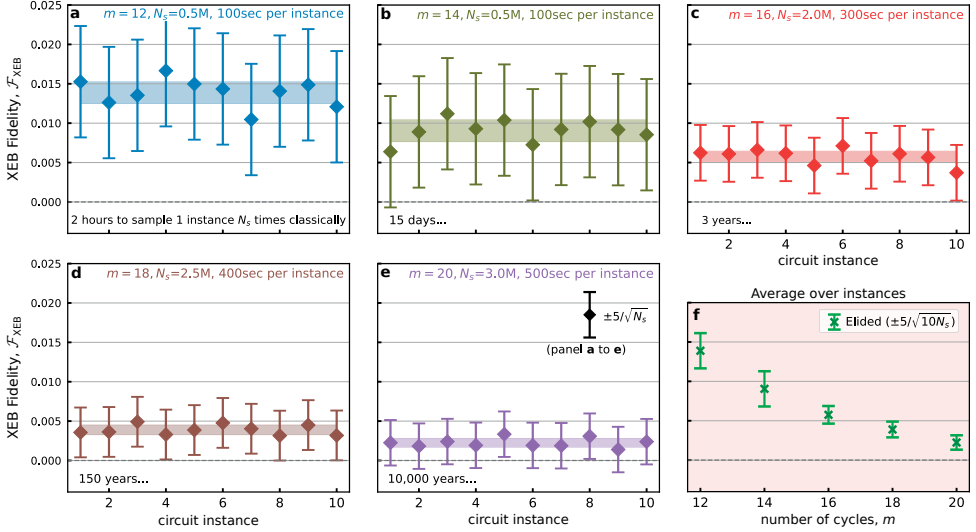 a
m = 12, Nₛ=0.5M, 100sec per instance
XEB Fidelity, ℱ_XEB
0.025
0.020
0.015
0.010
0.005
0.000
2 hours to sample 1 instance Nₛ times classically
b
m = 14, Nₛ=0.5M, 100sec per instance
15 days...
c
m = 16, Nₛ=2.0M, 300sec per instance
3 years...
2 4 6 8 10
circuit instance
d
m = 18, Nₛ=2.5M, 400sec per instance
XEB Fidelity, ℱ_XEB
0.025
0.020
0.015
0.010
0.005
0.000
150 years...
2 4 6 8 10
circuit instance
e
m = 20, Nₛ=3.0M, 500sec per instance
±5/√Nₛ
(panel a to e)
10,000 years...
2 4 6 8 10
circuit instance
Average over instances
f
Elided (±5/√10Nₛ)
12 14 16 18 20
number of cycles, m